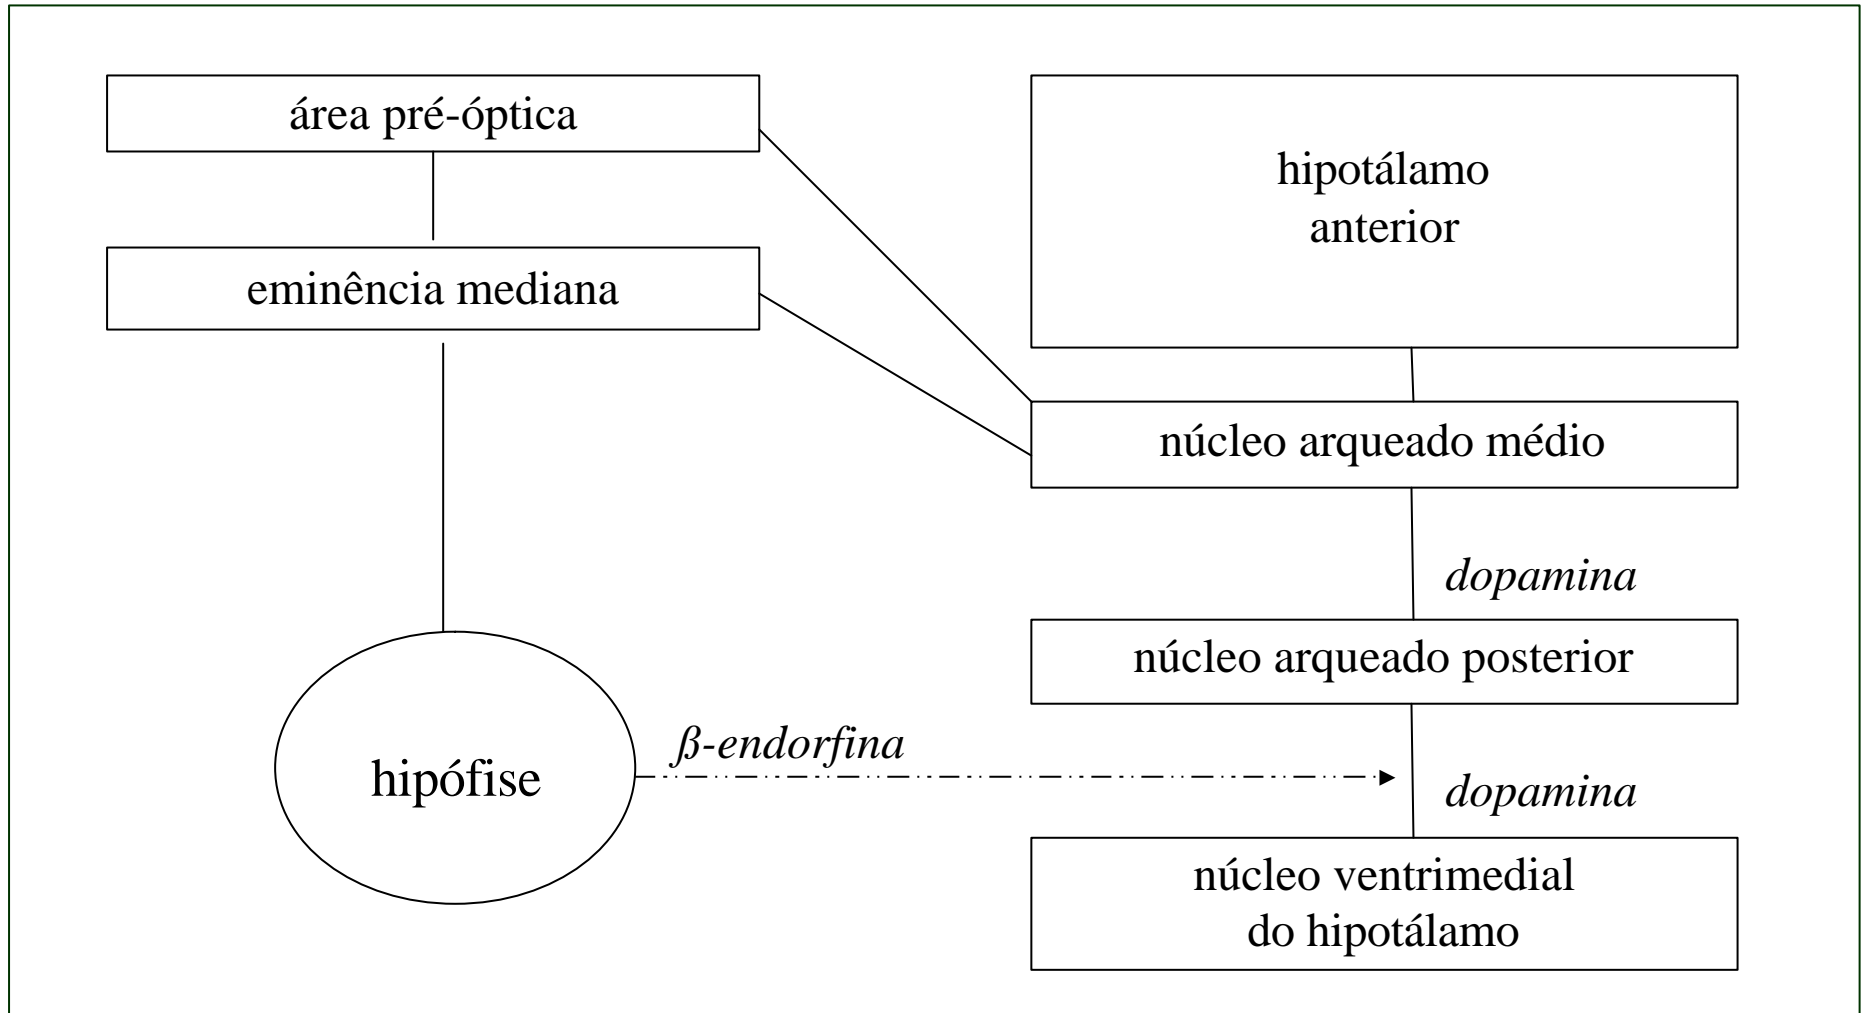 área pré-óptica
eminência mediana
hipotálamo
anterior
núcleo arqueado médio
dopamina
núcleo arqueado posterior
ß-endorfina
hipófise
dopamina
núcleo ventrimedial
do hipotálamo